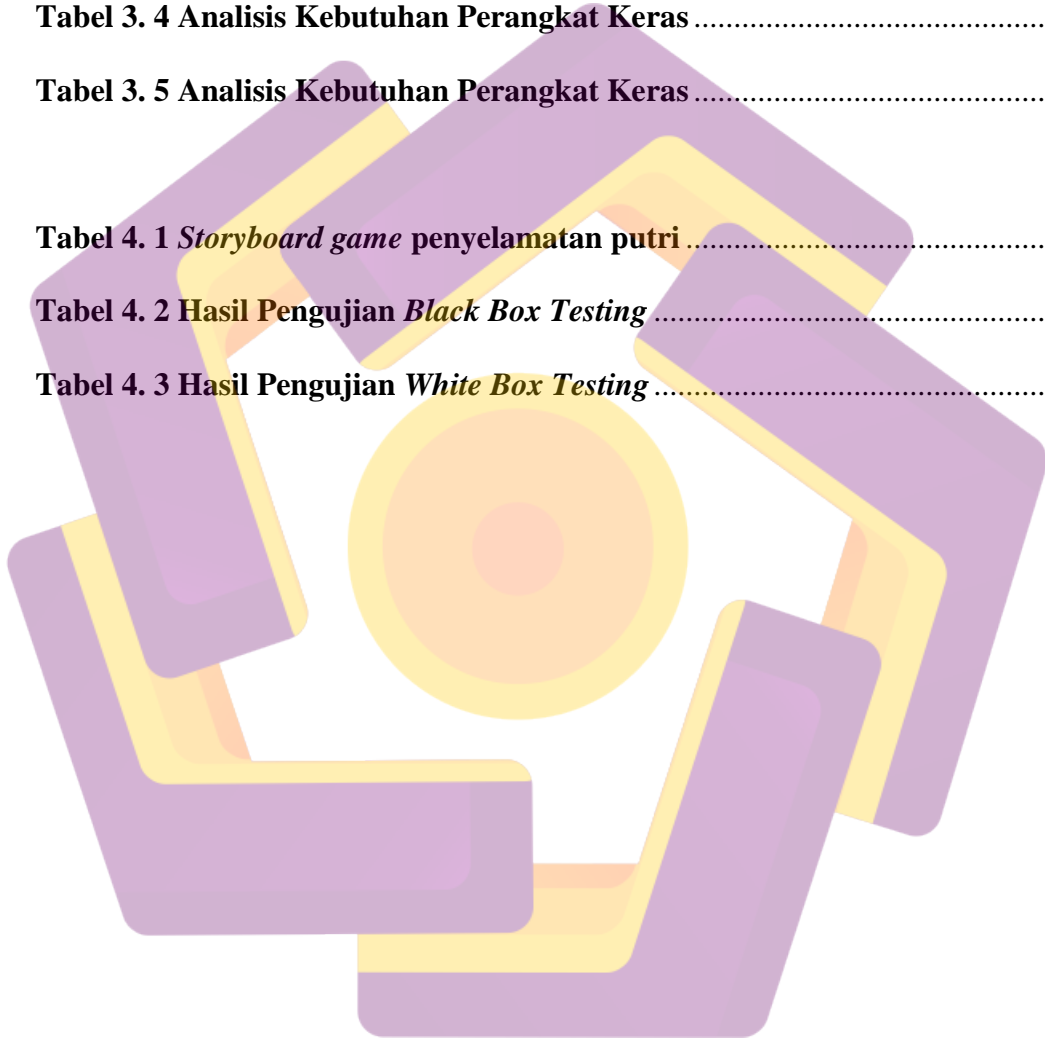 Tabel 3. 4 Analisis Kebutuhan Perangkat Keras ............................................
Tabel 3. 5 Analisis Kebutuhan Perangkat Keras ............................................
Tabel 4. 1 Storyboard game penyelamatan putri .............................................
Tabel 4. 2 Hasil Pengujian Black Box Testing .................................................
Tabel 4. 3 Hasil Pengujian White Box Testing .................................................